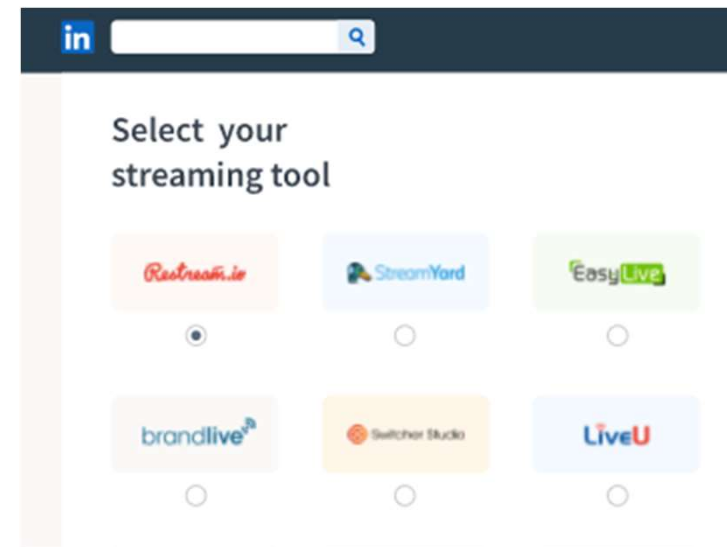 in
Select your
streaming tool
Restream.io
StreamYard
EasyLive
brandlive
Switcher Studio
LiveU